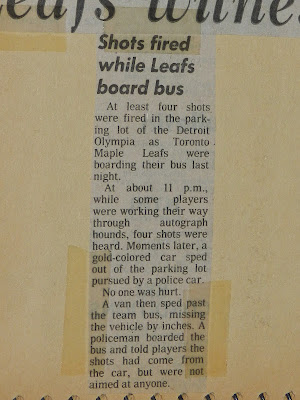 Leafs witnes
Shots fired
while Leafs
board bus
At least four shots
were fired in the park-
ing lot of the Detroit
Olympia as Toronto
Maple Leafs were
boarding their bus last
night.
At about 11 p.m.,
while some players
were working their way
through autograph
hounds, four shots were
heard. Moments later, a
gold-colored car sped
out of the parking lot
pursued by a police car.
No one was hurt.
A van then sped past
the team bus, missing
the vehicle by inches. A
policeman boarded the
bus and told players the
shots had come from
the car, but were not
aimed at anyone.